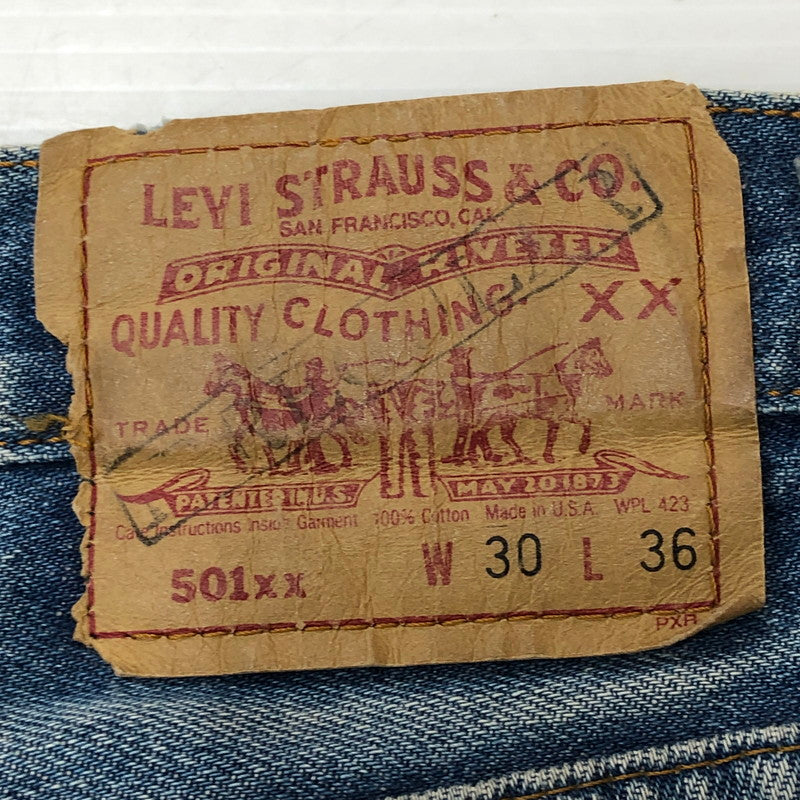 LEVI STRAUSS & CO.
SAN FRANCISCO, CAL.
ORIGINAL RIVETED
QUALITY CLOTHING. XX
TRADE MARK
PATENTED IN U.S. MAY 20 1873
Care Instructions Inside Garment 100% Cotton Made in U.S.A. WPL 423
501xx W 30 L 36
PXR